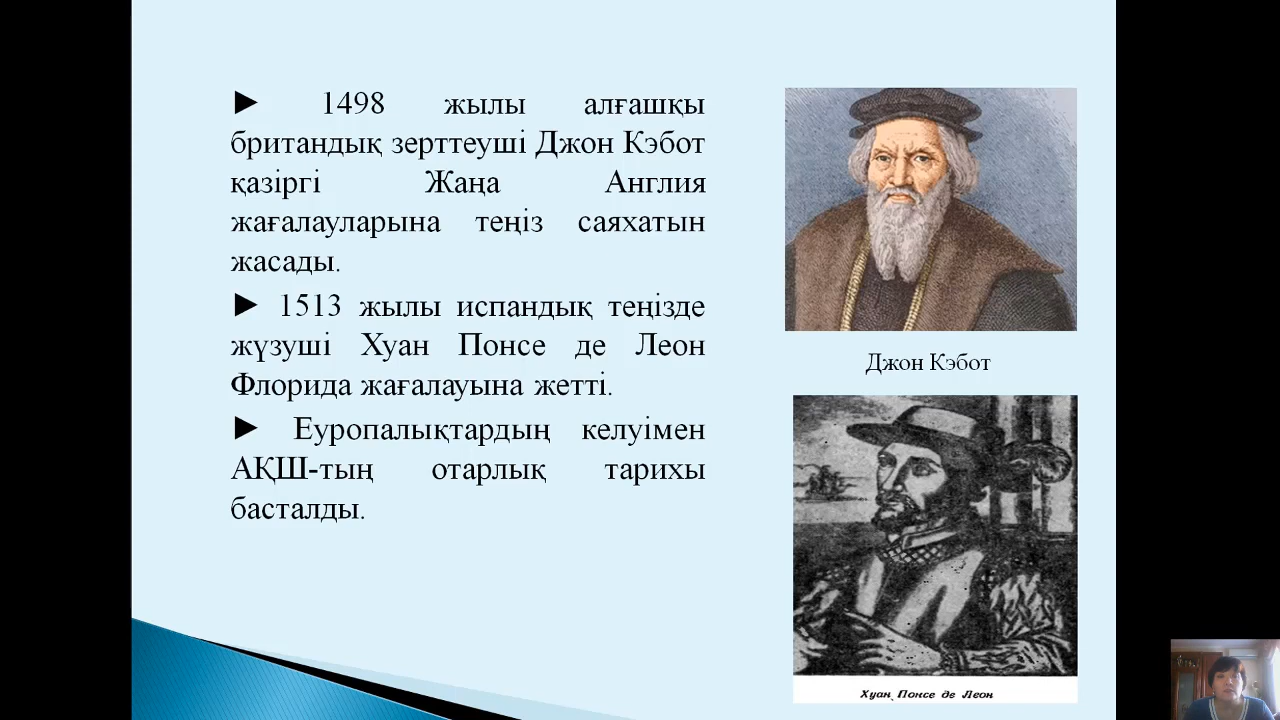 ► 1498 жылы алғашқы
британдық зерттеуші Джон Кэбот
қазіргі Жаңа Англия
жағалауларына теңіз саяхатын
жасады.
► 1513 жылы испандық теңізде
жүзуші Хуан Понсе де Леон
Флорида жағалауына жетті.
► Еуропалықтардың келуімен
АҚШ-тың отарлық тарихы
басталды.
Джон Кэбот
Хуан Понсе де Леон